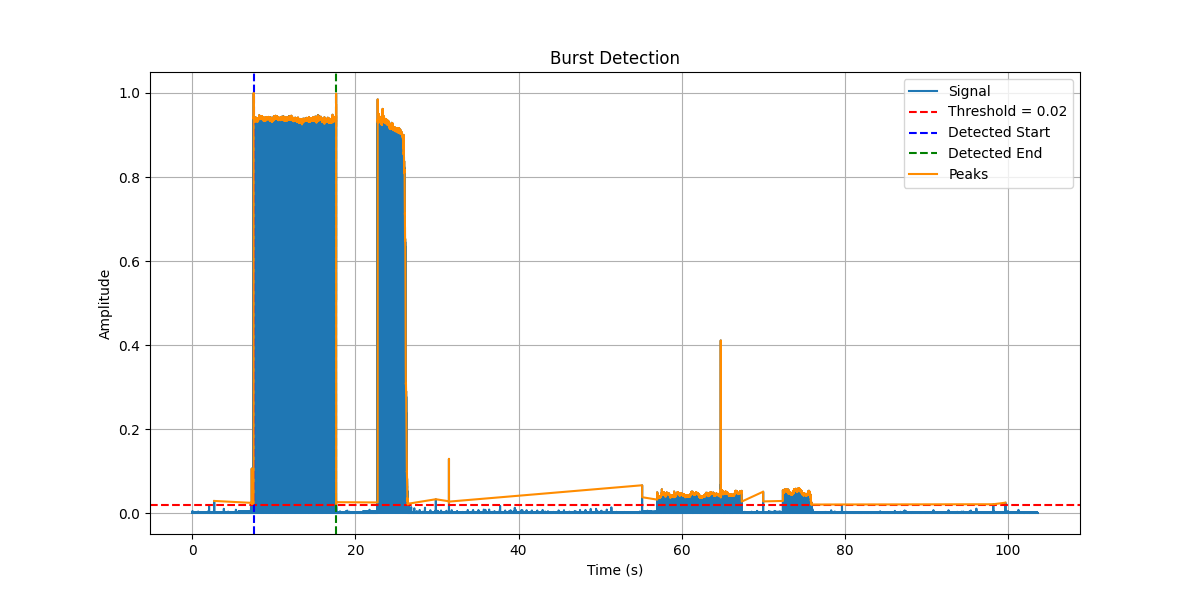 Burst Detection
Signal
Threshold = 0.02
Detected Start
Detected End
Peaks
1.0
0.8
0.6
0.4
0.2
0.0
Amplitude
0 20 40 60 80 100
Time (s)